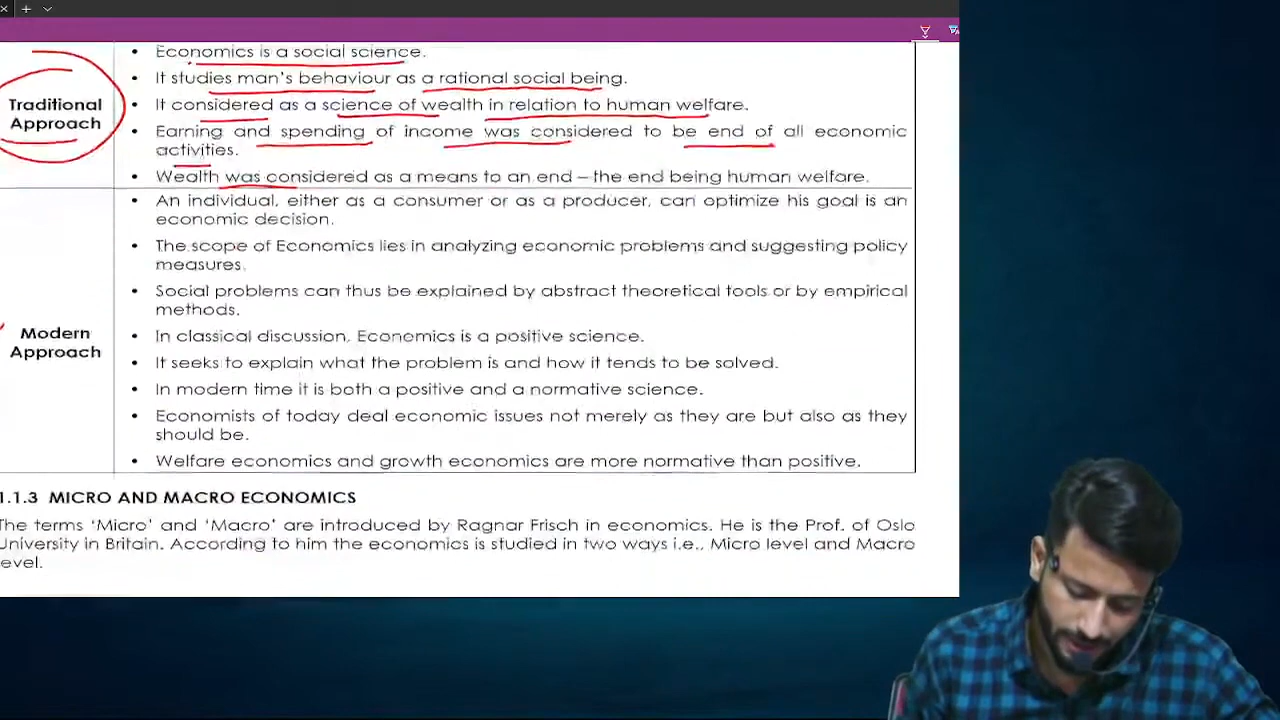 • Economics is a social science.
• It studies man's behaviour as a rational social being.
• It considered as a science of wealth in relation to human welfare.
Traditional Approach
• Earning and spending of income was considered to be end of all economic
activities.
• Wealth was considered as a means to an end – the end being human welfare.
• An individual, either as a consumer or as a producer, can optimize his goal is an
economic decision.
• The scope of Economics lies in analyzing economic problems and suggesting policy
measures.
• Social problems can thus be explained by abstract theoretical tools or by empirical
methods.
Modern Approach
• In classical discussion, Economics is a positive science.
• It seeks to explain what the problem is and how it tends to be solved.
• In modern time it is both a positive and a normative science.
• Economists of today deal economic issues not merely as they are but also as they
should be.
• Welfare economics and growth economics are more normative than positive.
1.1.3 MICRO AND MACRO ECONOMICS
The terms 'Micro' and 'Macro' are introduced by Ragnar Frisch in economics. He is the Prof. of Oslo
University in Britain. According to him the economics is studied in two ways i.e., Micro level and Macro
level.